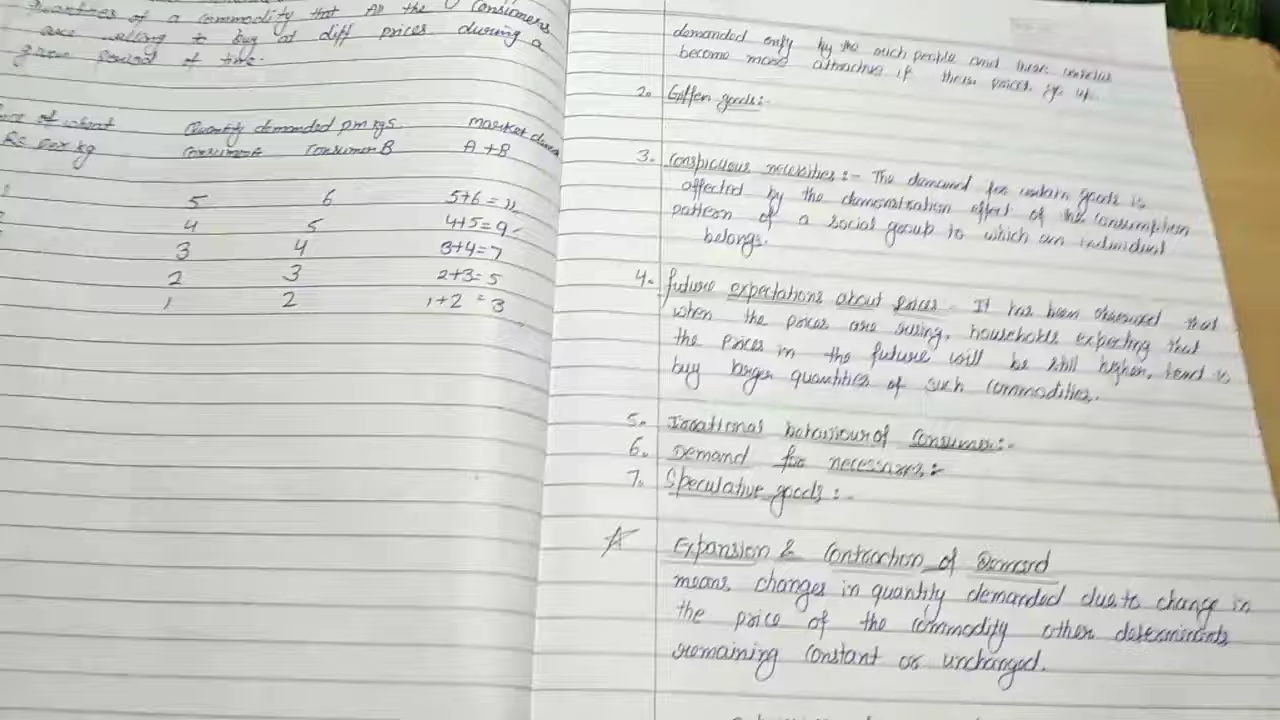 quantities of a commodity that All the Consumers
are willing to buy at diff prices during a
given period of time.
of wheat Quantity demanded pm kgs. market
Rs per kg Consumer A Consumer B A+B
5 6 5+6 = 11
4 5 4+5=9
3 4 3+4=7
2 3 2+3=5
1 2 1+2 = 3
demanded only by the rich people and these
become more attractive if these prices go up.
2. Giffen goods:-
3. Conspicuous necessities:- The demand for certain goods is
affected by the demonstration effect of the consumption
pattern of a social group to which an individual
belongs.
4. future expectations about prices - It has been observed that
when the prices are rising, households expecting that
the prices in the future will be still higher, tend to
buy larger quantities of such commodities.
5. Irrational behaviour of Consumer:-
6. Demand for necessaries:-
7. Speculative goods:-
Expansion & Contraction of Demand
means changes in quantity demanded due to change in
the price of the commodity other determinants
remaining constant or unchanged.